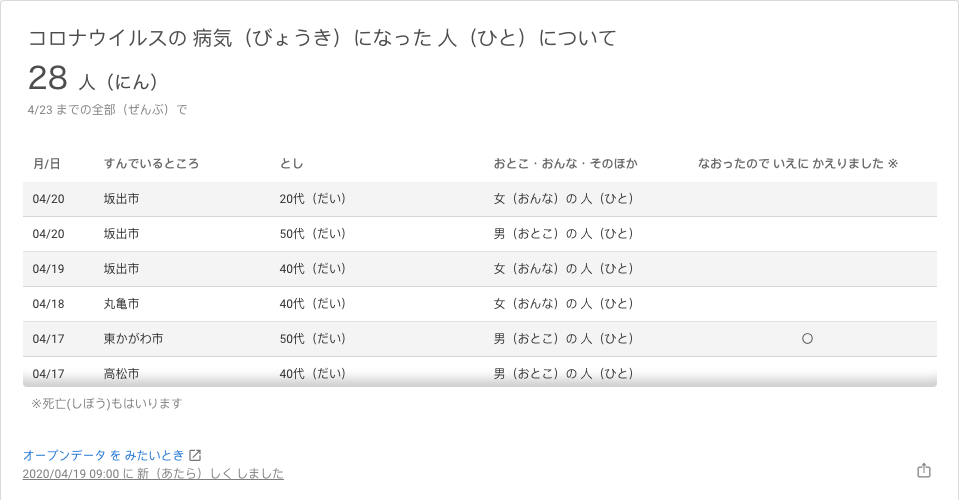 コロナウイルスの 病気（びょうき）になった 人（ひと）について
28 人（にん）
4/23 までの全部（ぜんぶ）で
月/日 すんでいるところ とし おとこ・おんな・そのほか なおったので いえに かえりました ※
04/20 坂出市 20代（だい） 女（おんな）の 人（ひと）
04/20 坂出市 50代（だい） 男（おとこ）の 人（ひと）
04/19 坂出市 40代（だい） 女（おんな）の 人（ひと）
04/18 丸亀市 40代（だい） 女（おんな）の 人（ひと）
04/17 東かがわ市 50代（だい） 男（おとこ）の 人（ひと） ○
04/17 高松市 40代（だい） 男（おとこ）の 人（ひと）
※死亡(しぼう)もはいります
オープンデータ を みたいとき
2020/04/19 09:00 に 新（あたら）しく しました